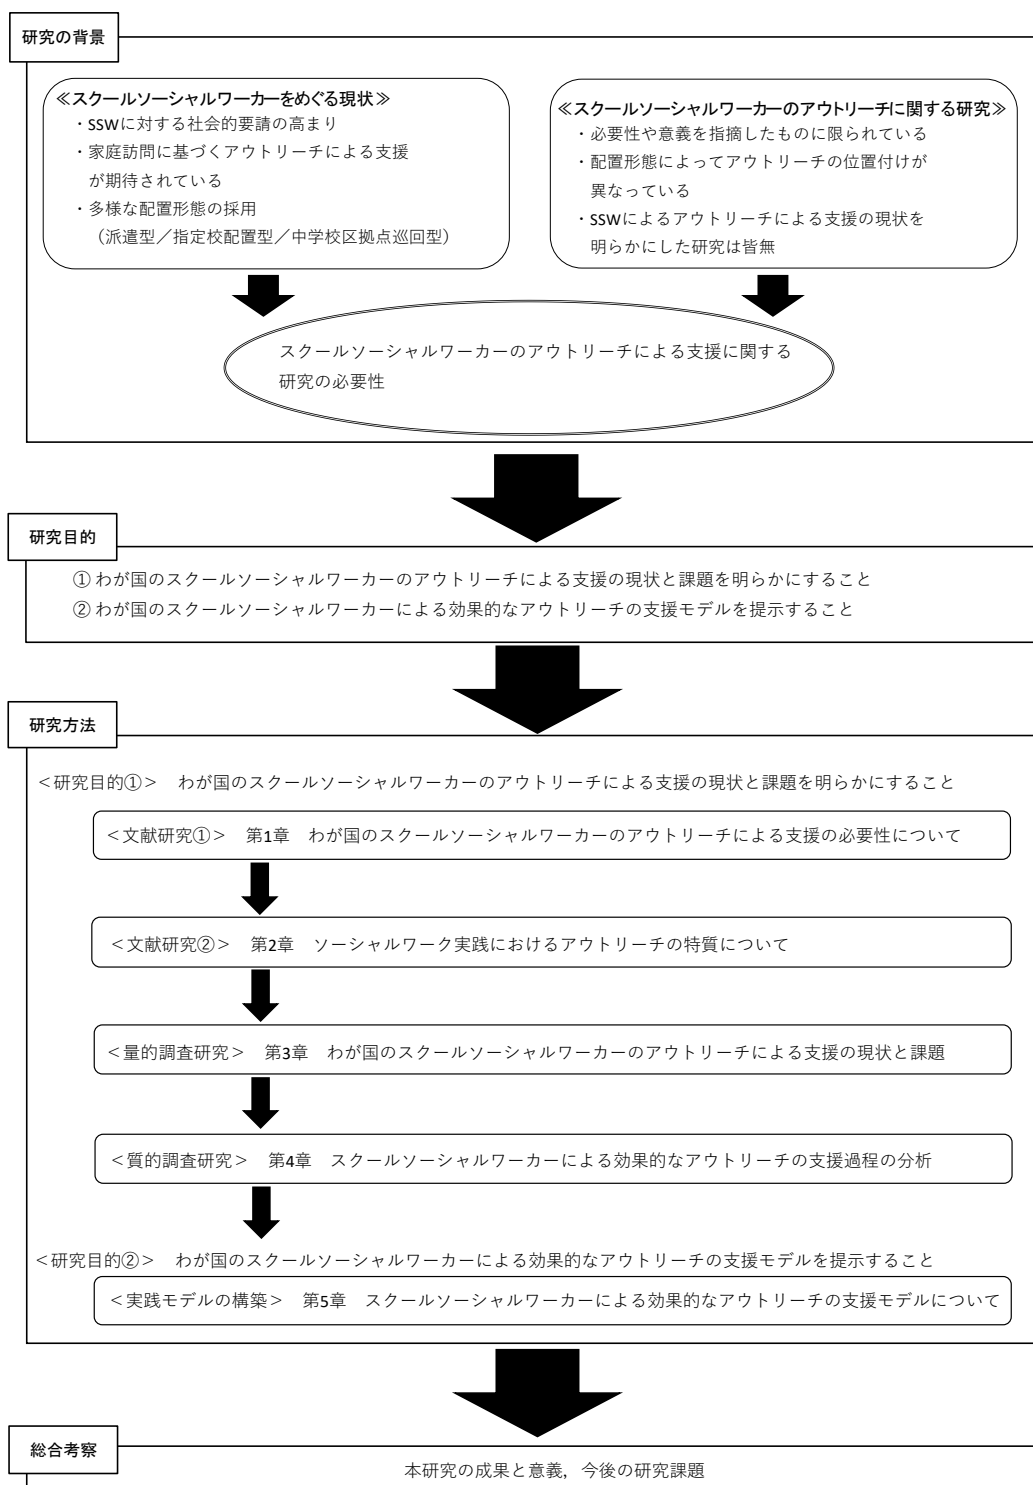 研究の背景
≪スクールソーシャルワーカーをめぐる現状≫
・SSWに対する社会的要請の高まり
・家庭訪問に基づくアウトリーチによる支援
が期待されている
・多様な配置形態の採用
（派遣型／指定校配置型／中学校区拠点巡回型）
≪スクールソーシャルワーカーのアウトリーチに関する研究≫
・必要性や意義を指摘したものに限られている
・配置形態によってアウトリーチの位置付けが
異なっている
・SSWによるアウトリーチによる支援の現状を
明らかにした研究は皆無
スクールソーシャルワーカーのアウトリーチによる支援に関する
研究の必要性
研究目的
① わが国のスクールソーシャルワーカーのアウトリーチによる支援の現状と課題を明らかにすること
② わが国のスクールソーシャルワーカーによる効果的なアウトリーチの支援モデルを提示すること
研究方法
＜研究目的①＞　わが国のスクールソーシャルワーカーのアウトリーチによる支援の現状と課題を明らかにすること
＜文献研究①＞　第1章　わが国のスクールソーシャルワーカーのアウトリーチによる支援の必要性について
＜文献研究②＞　第2章　ソーシャルワーク実践におけるアウトリーチの特質について
＜量的調査研究＞　第3章　わが国のスクールソーシャルワーカーのアウトリーチによる支援の現状と課題
＜質的調査研究＞　第4章　スクールソーシャルワーカーによる効果的なアウトリーチの支援過程の分析
＜研究目的②＞　わが国のスクールソーシャルワーカーによる効果的なアウトリーチの支援モデルを提示すること
＜実践モデルの構築＞　第5章　スクールソーシャルワーカーによる効果的なアウトリーチの支援モデルについて
総合考察
本研究の成果と意義，今後の研究課題